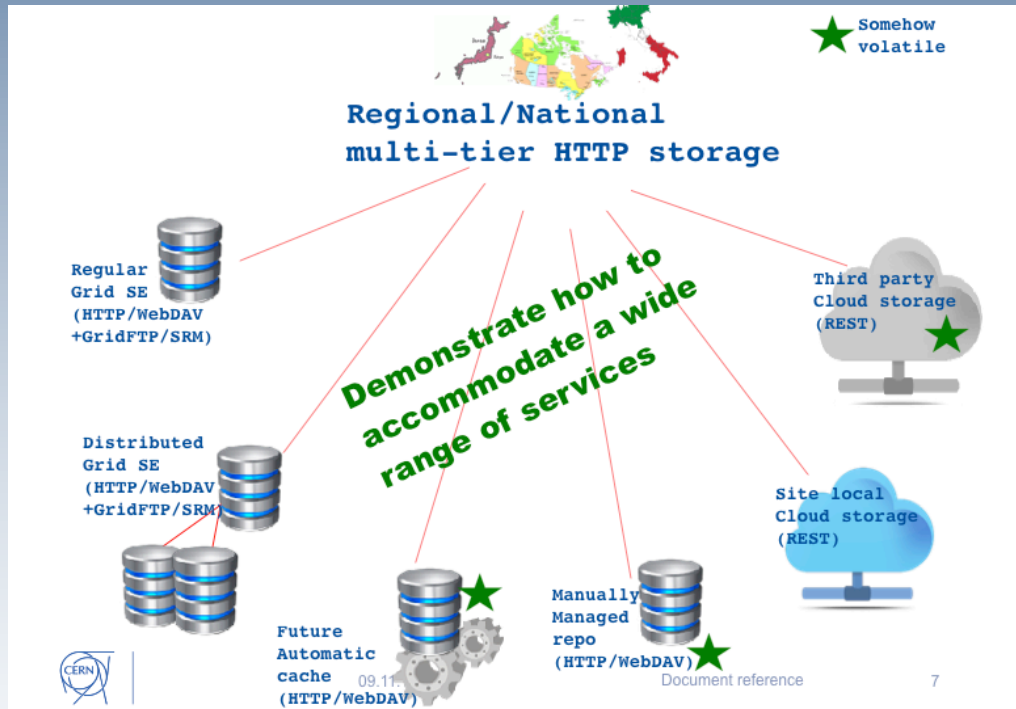 Somehow
volatile
Regional/National
multi-tier HTTP storage
Regular
Grid SE
(HTTP/WebDAV
+GridFTP/SRM)
Demonstrate how to
accommodate a wide
range of services
Third party
Cloud storage
(REST)
Distributed
Grid SE
(HTTP/WebDAV
+GridFTP/SRM)
Site local
Cloud storage
(REST)
Future
Automatic
cache
(HTTP/WebDAV)
Manually
Managed
repo
(HTTP/WebDAV)
CERN
09.11.
Document reference
7